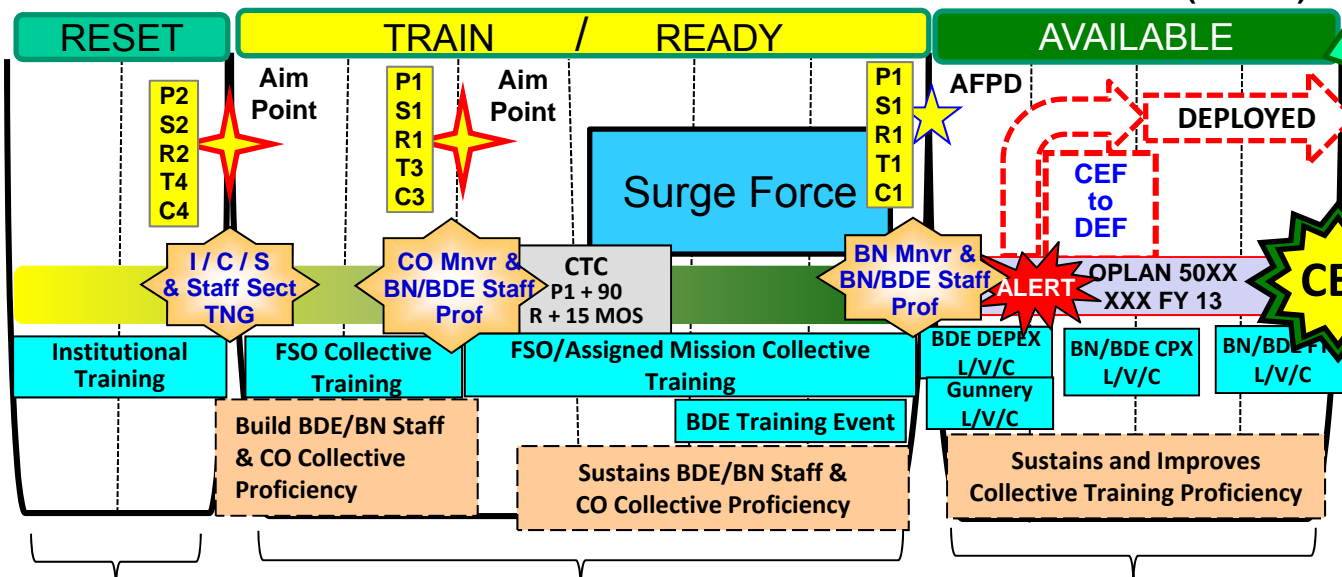 RESET
TRAIN / READY
AVAILABLE
P2
S2
R2
T4
C4
Aim
Point
P1
S1
R1
T3
C3
Aim
Point
Surge Force
P1
S1
R1
T1
C1
AFPD
DEPLOYED
CEF
to
DEF
I / C / S
& Staff Sect
TNG
CO Mnvr &
BN/BDE Staff
Prof
CTC
P1 + 90
R + 15 MOS
BN Mnvr &
BN/BDE Staff
Prof
ALERT
OPLAN 50XX
XXX FY 13
Institutional
Training
FSO Collective
Training
FSO/Assigned Mission Collective
Training
BDE Training Event
BDE DEPEX
L/V/C
Gunnery
L/V/C
BN/BDE CPX
L/V/C
BN/BDE
L/V/C
Build BDE/BN Staff
& CO Collective
Proficiency
Sustains BDE/BN Staff &
CO Collective Proficiency
Sustains and Improves
Collective Training Proficiency